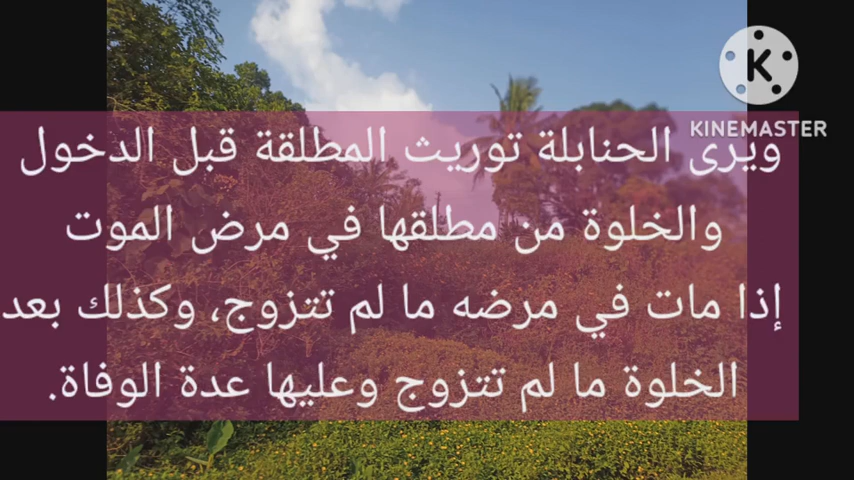 ويرى الحنابلة توريث المطلقة قبل الدخول
والخلوة من مطلقها في مرض الموت
إذا مات في مرضه ما لم تتزوج، وكذلك بعد
الخلوة ما لم تتزوج وعليها عدة الوفاة.
KINEMASTER